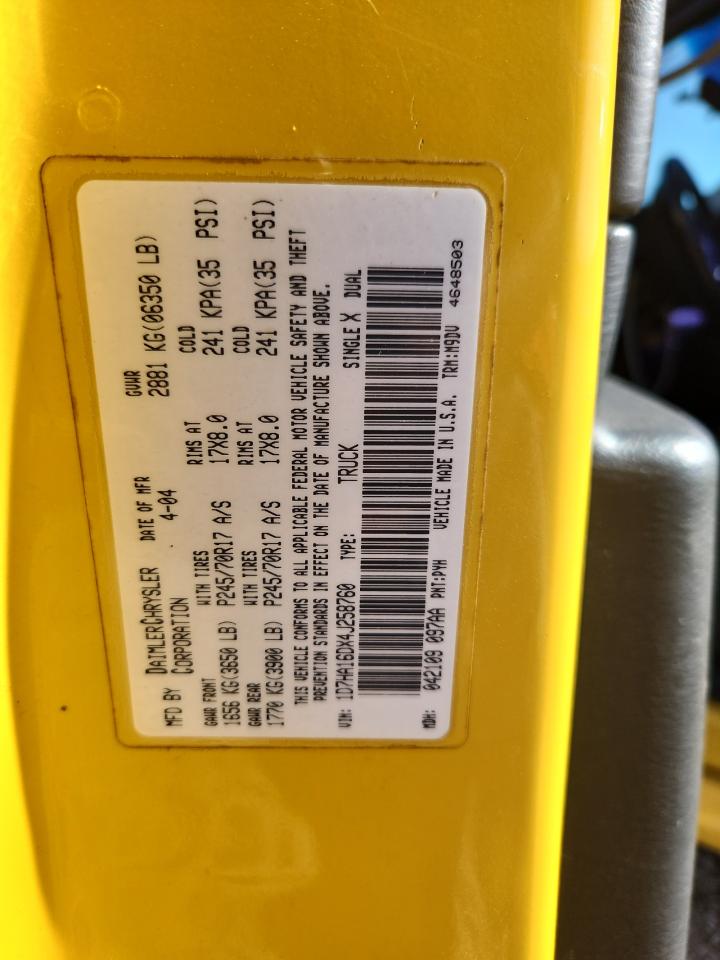 MFD BY DAIMLERCHRYSLER CORPORATION DATE OF MFR 4-04 GVWR 2881 KG(06350 LB)
GAWR FRONT WITH TIRES RIMS AT COLD
1656 KG(3650 LB) P245/70R17 A/S 17X8.0 241 KPA(35 PSI)
GAWR REAR WITH TIRES RIMS AT COLD
1770 KG(3900 LB) P245/70R17 A/S 17X8.0 241 KPA(35 PSI)
THIS VEHICLE CONFORMS TO ALL APPLICABLE FEDERAL MOTOR VEHICLE SAFETY AND THEFT
PREVENTION STANDARDS IN EFFECT ON THE DATE OF MANUFACTURE SHOWN ABOVE.
VIN: 1D7HA16DX4J258760 TYPE: TRUCK SINGLE X DUAL
MDH: 042109 097AA PNT:PYH VEHICLE MADE IN U.S.A. TRM:M9DV 4648503